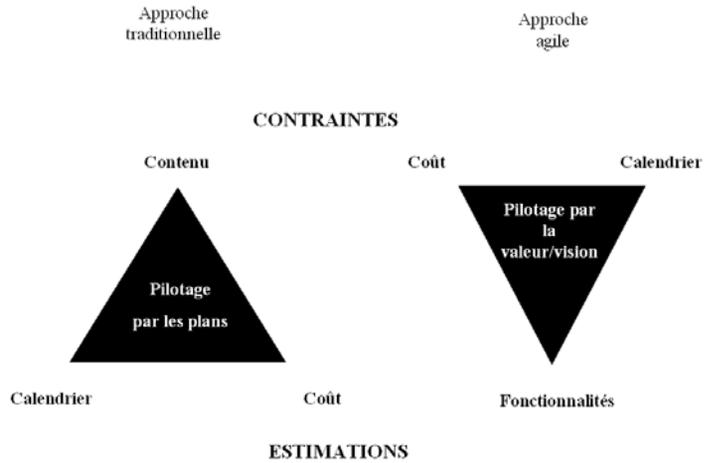 Approche
traditionnelle
Approche
agile
CONTRAINTES
Contenu
Coût
Calendrier
Pilotage par
la
valeur/vision
Pilotage
par les plans
Calendrier
Coût
Fonctionnalités
ESTIMATIONS